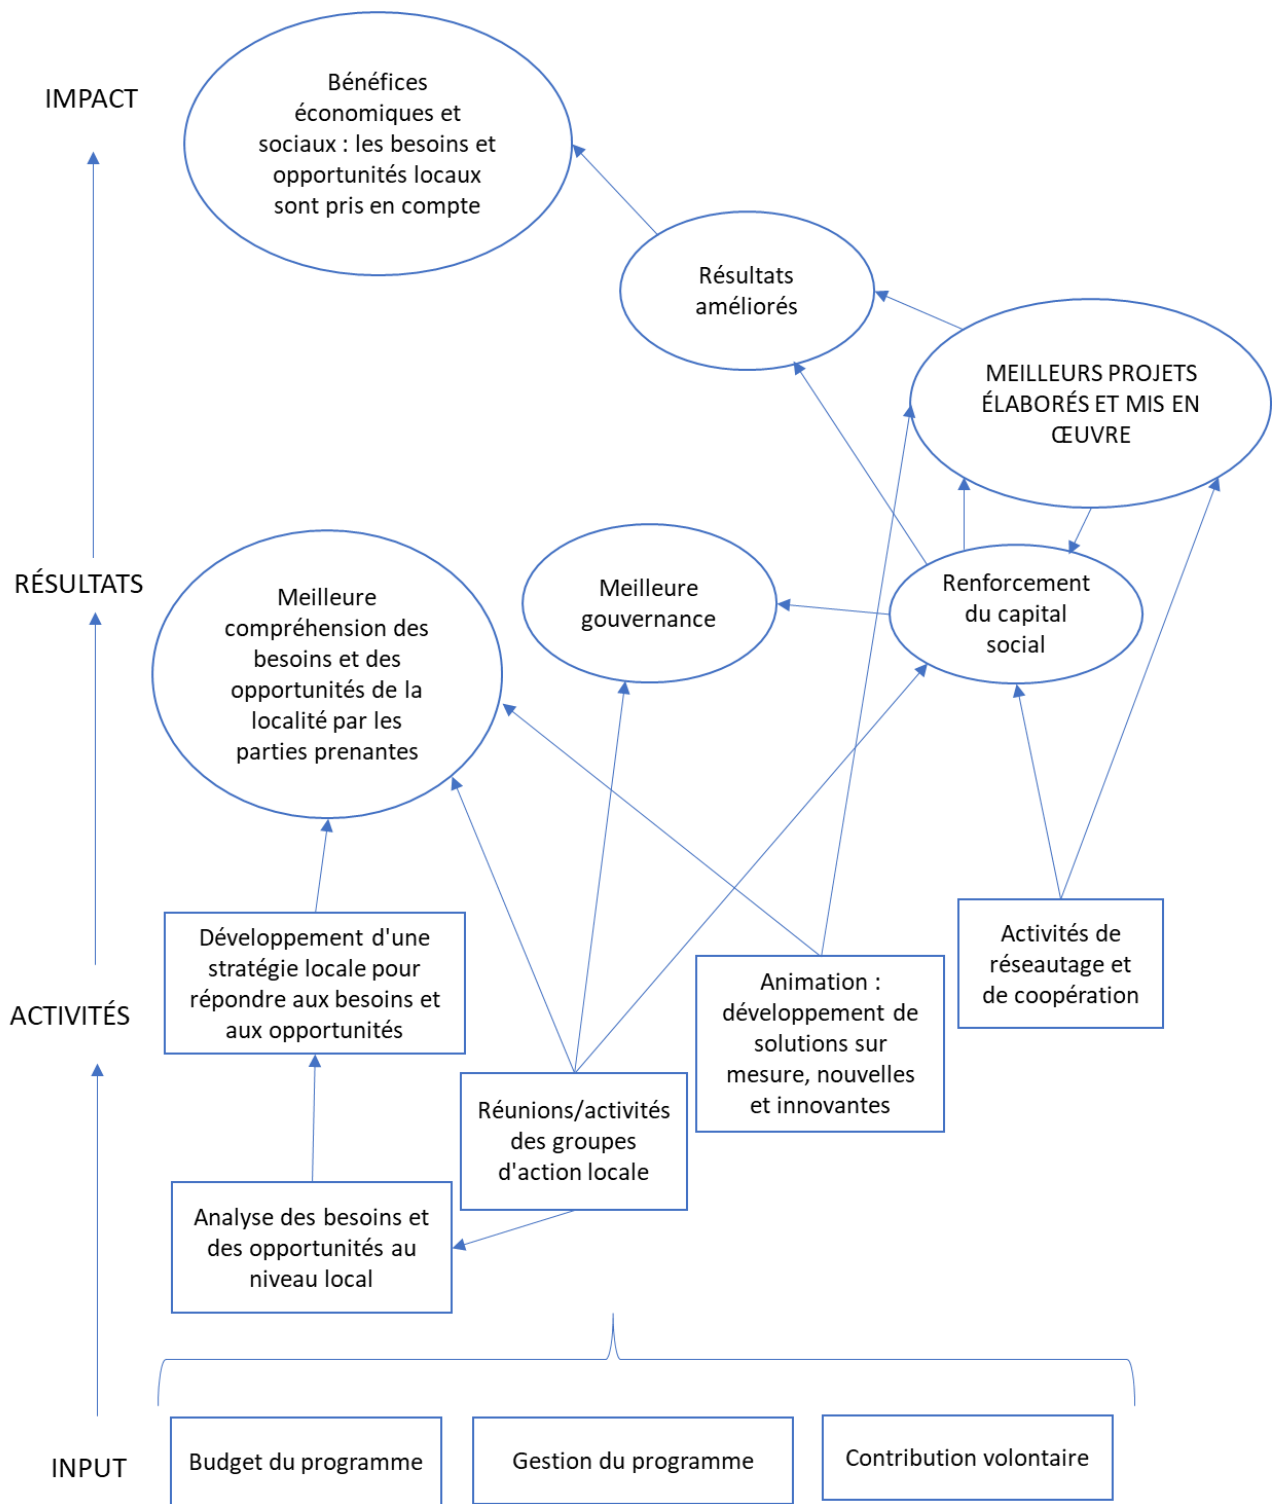 IMPACT
Bénéfices
économiques et
sociaux : les besoins et
opportunités locaux
sont pris en compte
Résultats
améliorés
MEILLEURS PROJETS
ÉLABORÉS ET MIS EN
ŒUVRE
RÉSULTATS
Meilleure
compréhension des
besoins et des
opportunités de la
localité par les
parties prenantes
Meilleure
gouvernance
Renforcement
du capital
social
ACTIVITÉS
Développement d'une
stratégie locale pour
répondre aux besoins et
aux opportunités
Réunions/activités
des groupes
d'action locale
Animation :
développement de
solutions sur
mesure, nouvelles
et innovantes
Activités de
réseautage et
de coopération
Analyse des besoins et
des opportunités au
niveau local
INPUT
Budget du programme
Gestion du programme
Contribution volontaire